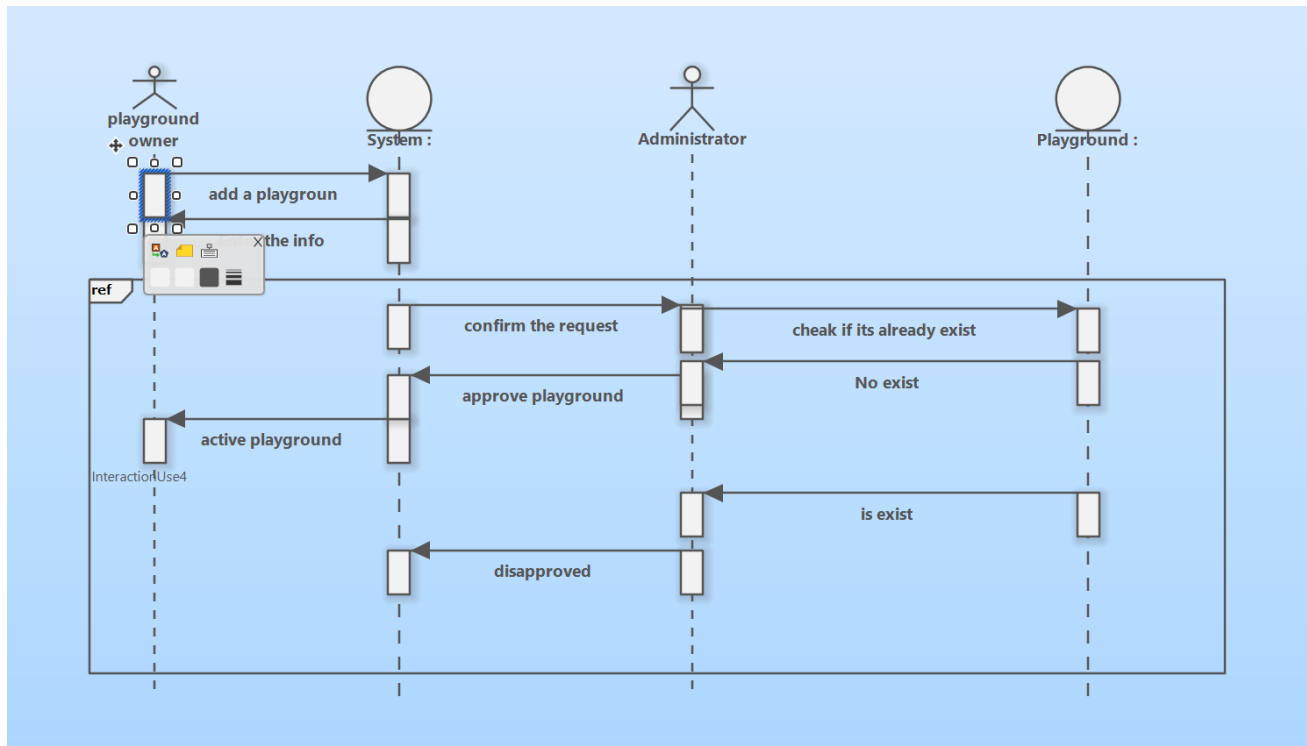 playground
owner
System :
Administrator
Playground :
add a playgroun
the info
X
ref
confirm the request
cheak if its already exist
No exist
approve playground
active playground
InteractionUse4
is exist
disapproved